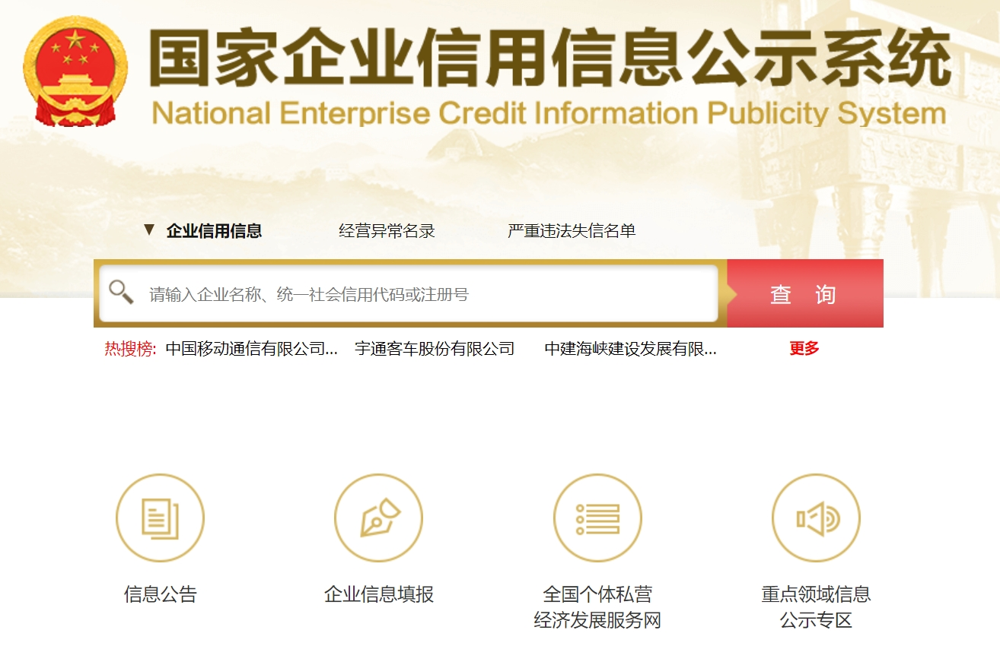 国家企业信用信息公示系统
National Enterprise Credit Information Publicity System
▼ 企业信用信息 经营异常名录 严重违法失信名单
请输入企业名称、统一社会信用代码或注册号 查 询
热搜榜: 中国移动通信有限公司... 宇通客车股份有限公司 中建海峡建设发展有限... 更多
信息公告
企业信息填报
全国个体私营
经济发展服务网
重点领域信息
公示专区